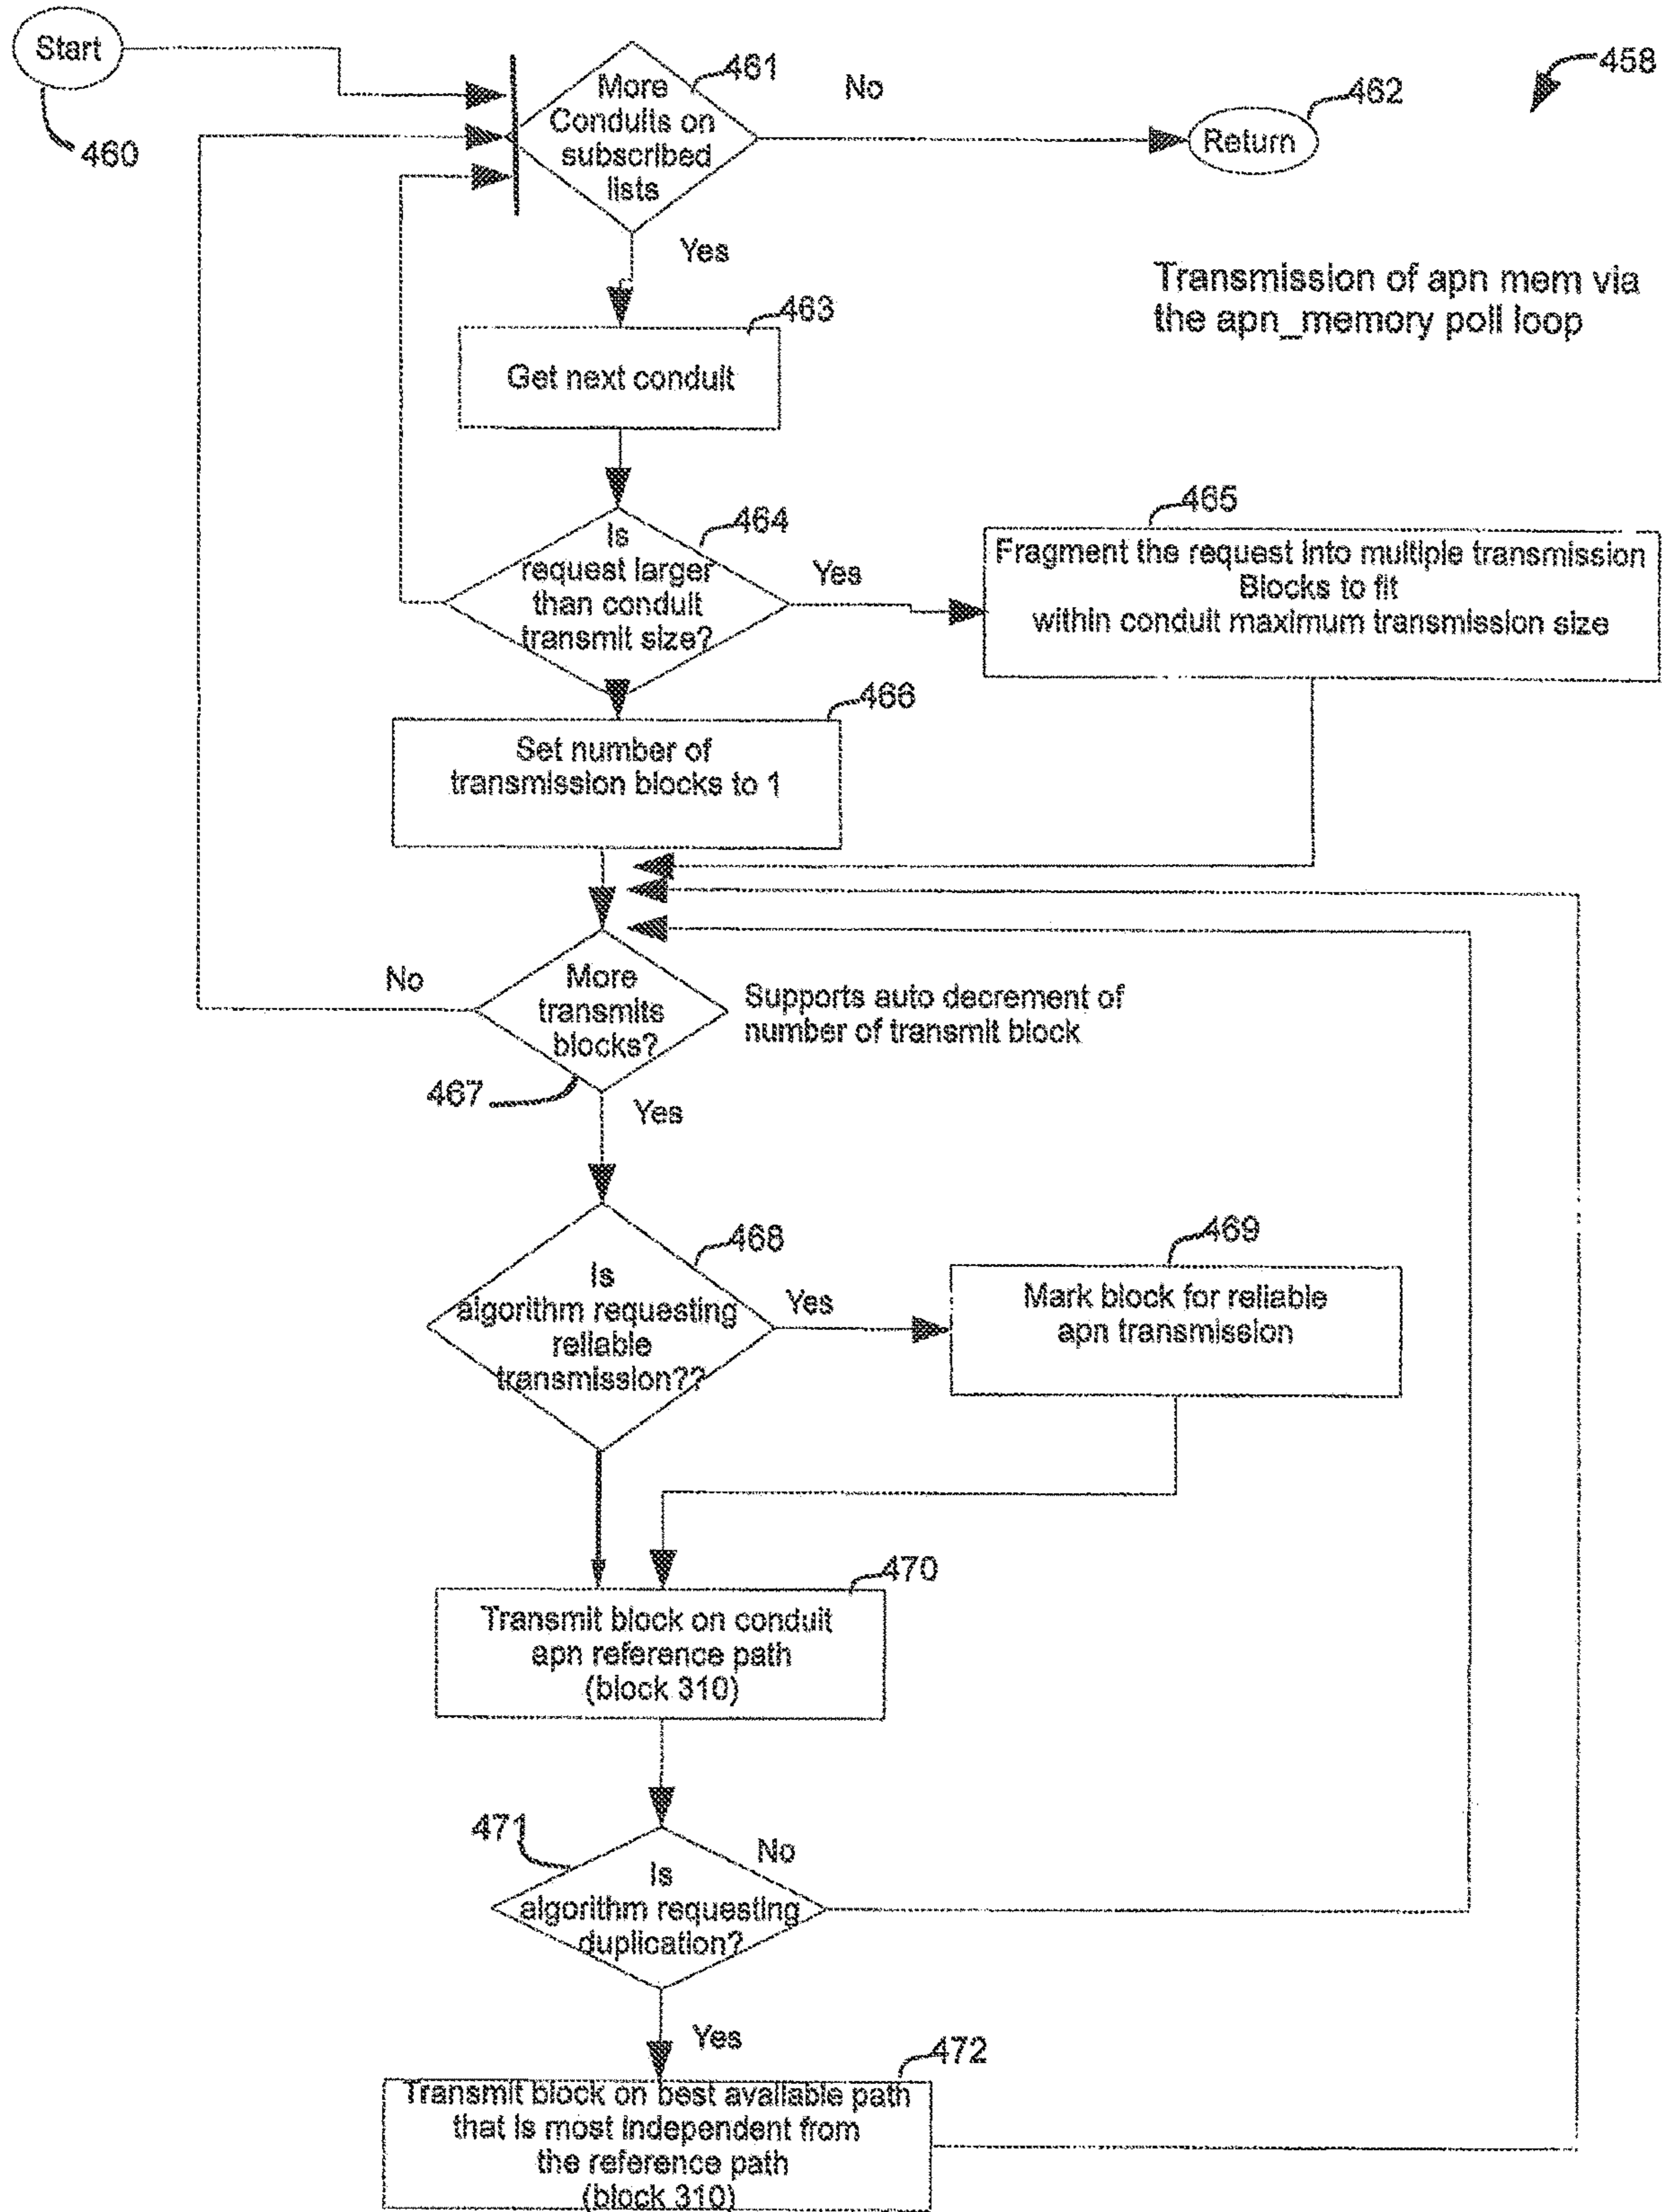 Start
460
More
Conduits on
subscribed
lists
461
No
Return
462
458
Yes
Transmission of apn mem via
the apn_memory poll loop
463
Get next conduit
464
Is
request larger
than conduit
transmit size?
Yes
465
Fragment the request into multiple transmission
Blocks to fit
within conduit maximum transmission size
466
Set number of
transmission blocks to 1
No
More
transmits
blocks?
Supports auto decrement of
number of transmit block
467
Yes
468
Is
algorithm requesting
reliable
transmission??
Yes
469
Mark block for reliable
apn transmission
470
Transmit block on conduit
apn reference path
(block 310)
471
No
Is
algorithm requesting
duplication?
Yes
472
Transmit block on best available path
that is most independent from
the reference path
(block 310)